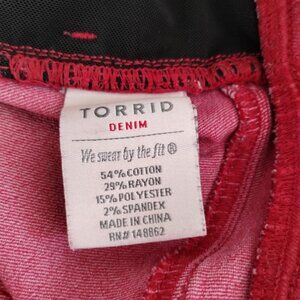 TORRID
DENIM
We swear by the fit ®
54% COTTON
29% RAYON
15% POLYESTER
2% SPANDEX
MADE IN CHINA
RN# 148862